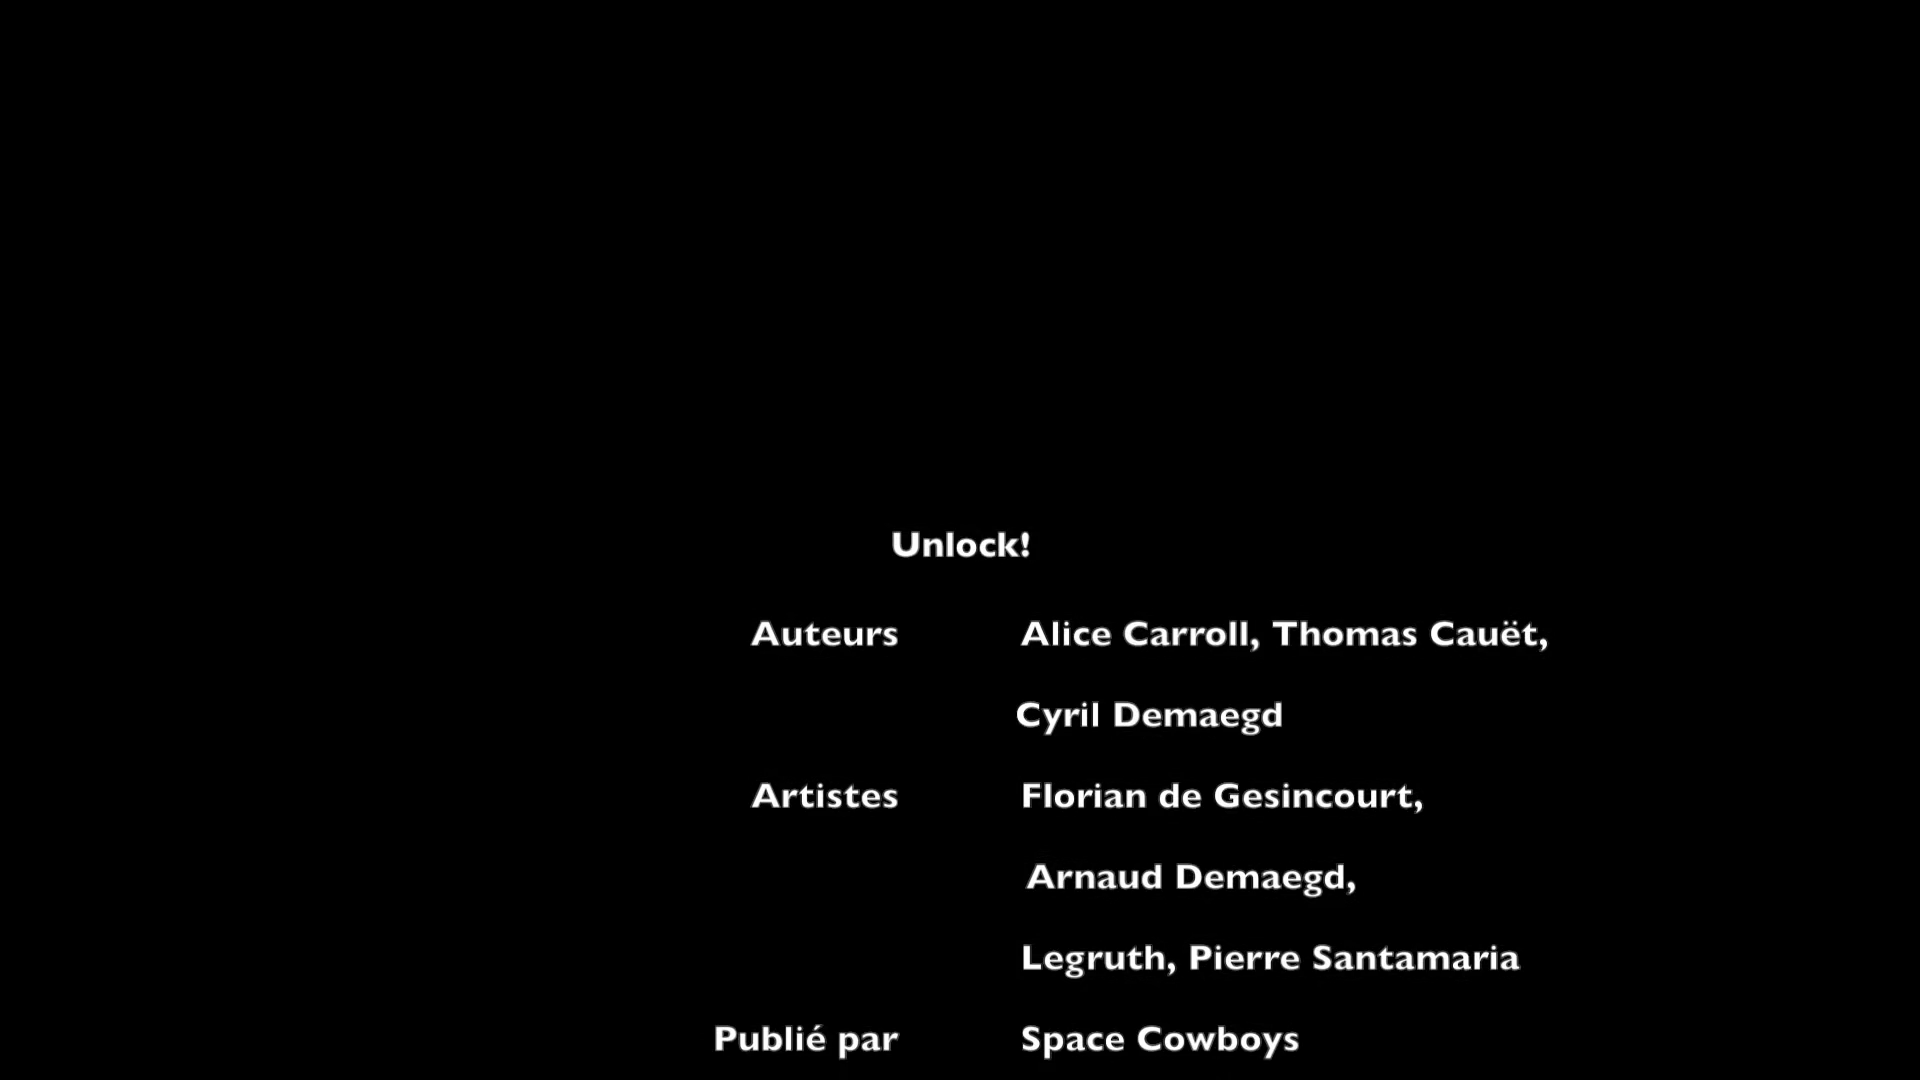 Unlock!
Auteurs Alice Carroll, Thomas Cauët,
Cyril Demaegd
Artistes Florian de Gesincourt,
Arnaud Demaegd,
Legruth, Pierre Santamaria
Publié par Space Cowboys